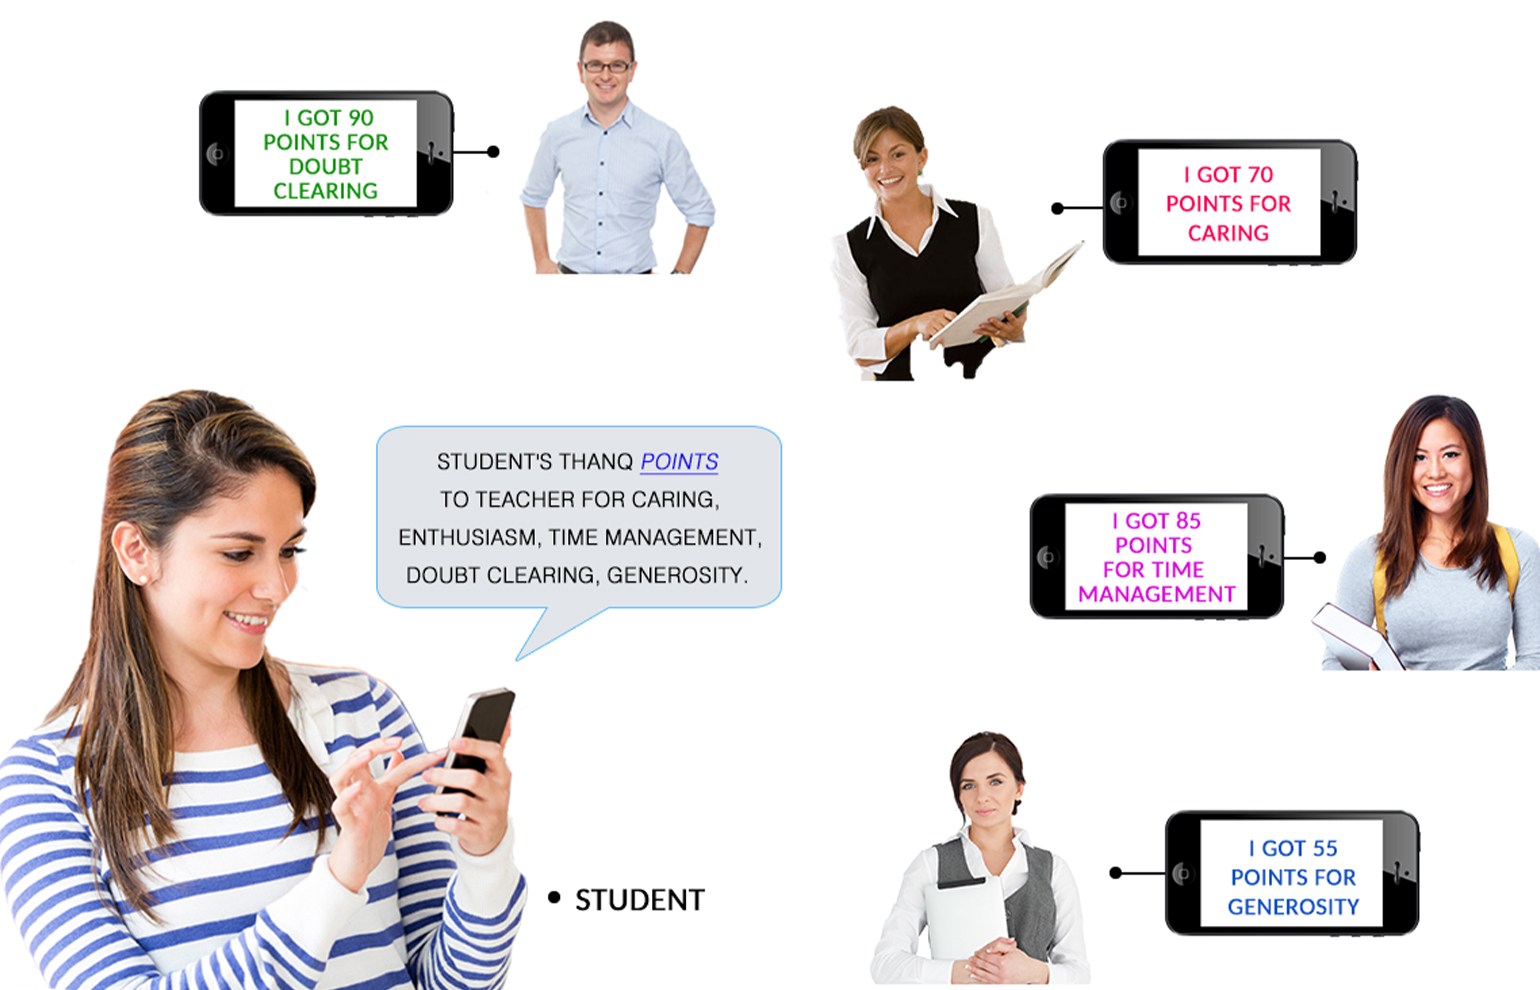 I GOT 90
POINTS FOR
DOUBT
CLEARING
I GOT 70
POINTS FOR
CARING
STUDENT'S THANQ POINTS
TO TEACHER FOR CARING,
ENTHUSIASM, TIME MANAGEMENT,
DOUBT CLEARING, GENEROSITY.
I GOT 85
POINTS
FOR TIME
MANAGEMENT
I GOT 55
POINTS FOR
GENEROSITY
• STUDENT